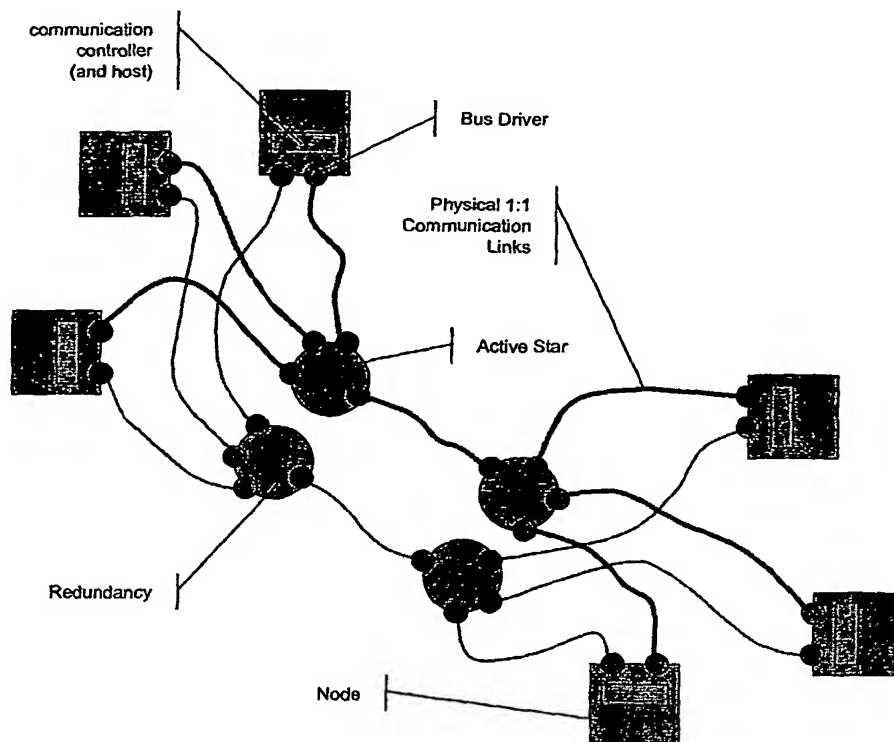 communication
controller
(and host)
Bus Driver
Physical 1:1
Communication
Links
Active Star
Redundancy
Node